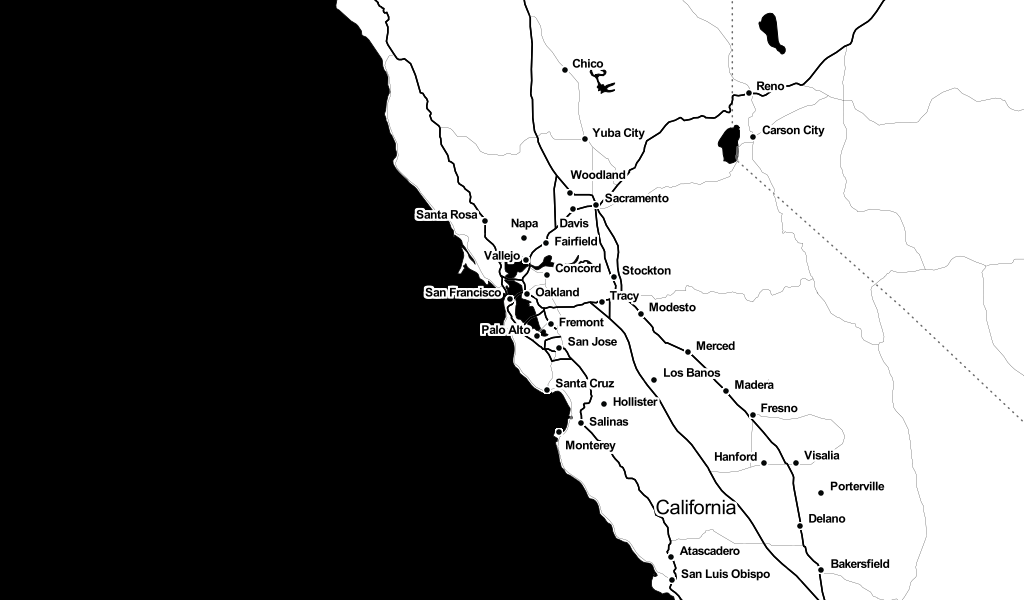 Chico
Reno
Carson City
Yuba City
Woodland
Sacramento
Santa Rosa
Napa
Davis
Fairfield
Vallejo
Concord
Stockton
San Francisco
Oakland
Tracy
Modesto
Palo Alto
Fremont
San Jose
Merced
Los Banos
Santa Cruz
Madera
Hollister
Fresno
Salinas
Monterey
Hanford
Visalia
Porterville
California
Delano
Atascadero
Bakersfield
San Luis Obispo